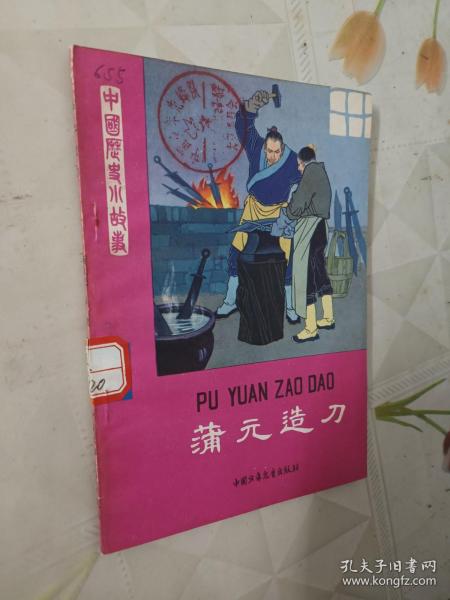 655
中國歷史小故事
PU YUAN ZAO DAO
蒲元造刀
中国少年儿童出版社
20
孔夫子旧书网
www.kongfz.com